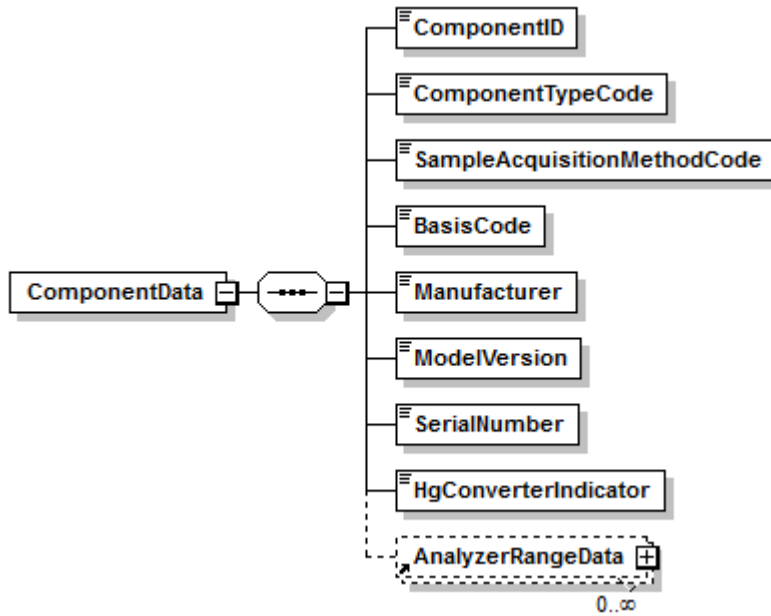 ComponentID
ComponentTypeCode
SampleAcquisitionMethodCode
BasisCode
ComponentData
Manufacturer
ModelVersion
SerialNumber
HgConverterIndicator
AnalyzerRangeData
0..∞